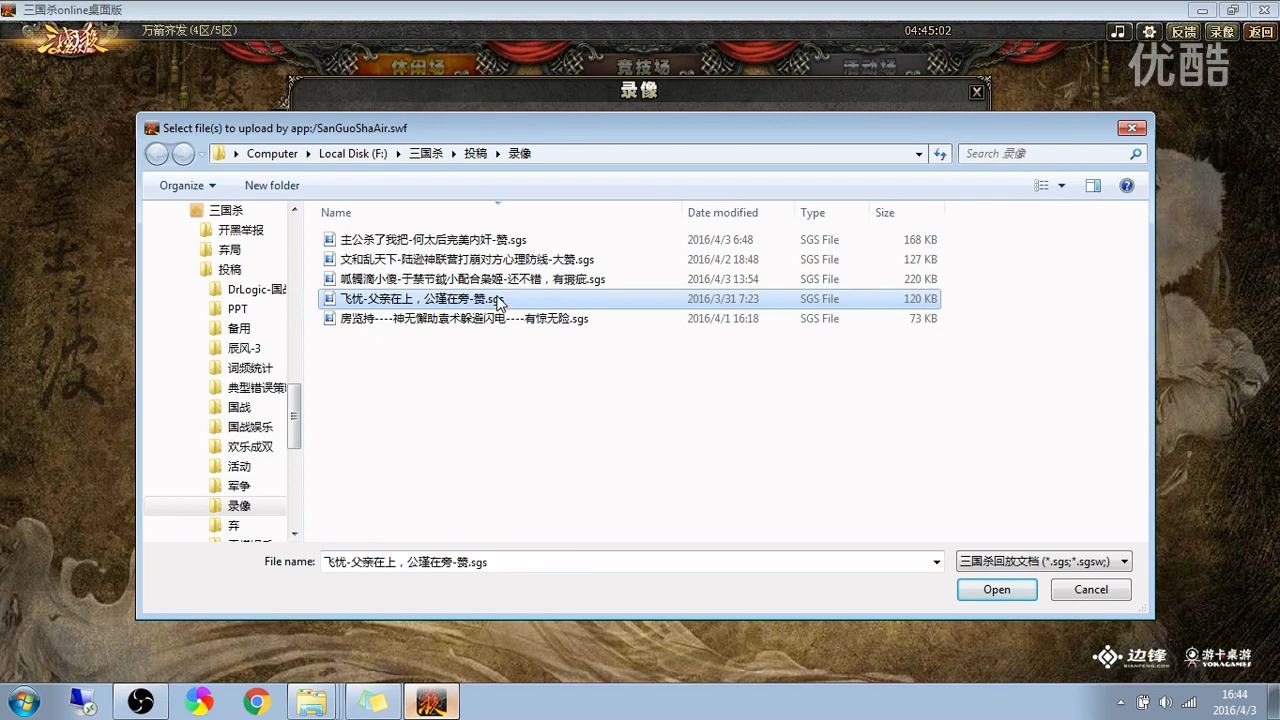 三国杀online桌面版
万箭齐发(4区/5区)
04:45:02
反馈
录像
返回
优酷
休闲场
竞技场
活动场
录像
Select file(s) to upload by app:/SanGuoShaAir.swf
Computer
Local Disk (F:)
三国杀
投稿
录像
Search 录像
Organize
New folder
三国杀
开黑举报
弃局
投稿
DrLogic-国
PPT
备用
辰风-3
词频统计
典型错误策
国战
国战娱乐
欢乐成双
活动
军争
录像
弃
Name Date modified Type Size
主公杀了我把-何太后完美内奸-赞.sgs 2016/4/3 6:48 SGS File 168 KB
文和乱天下-陆逊神联营打崩对方心理防线-大赞.sgs 2016/4/2 18:48 SGS File 127 KB
呱髑滴小傻-于禁节钺小配合枭姬-还不错，有瑕疵.sgs 2016/4/3 13:54 SGS File 220 KB
飞忧-父亲在上，公瑾在旁-赞.sgs 2016/3/31 7:23 SGS File 120 KB
房览持----神无懈助袁术躲避闪电----有惊无险.sgs 2016/4/1 16:18 SGS File 73 KB
File name: 飞忧-父亲在上，公瑾在旁-赞.sgs
三国杀回放文档 (*.sgs;*.sgsw;)
Open
Cancel
边锋
BIANFENG.COM
游卡桌游
YOKAGAMES
16:44
2016/4/3